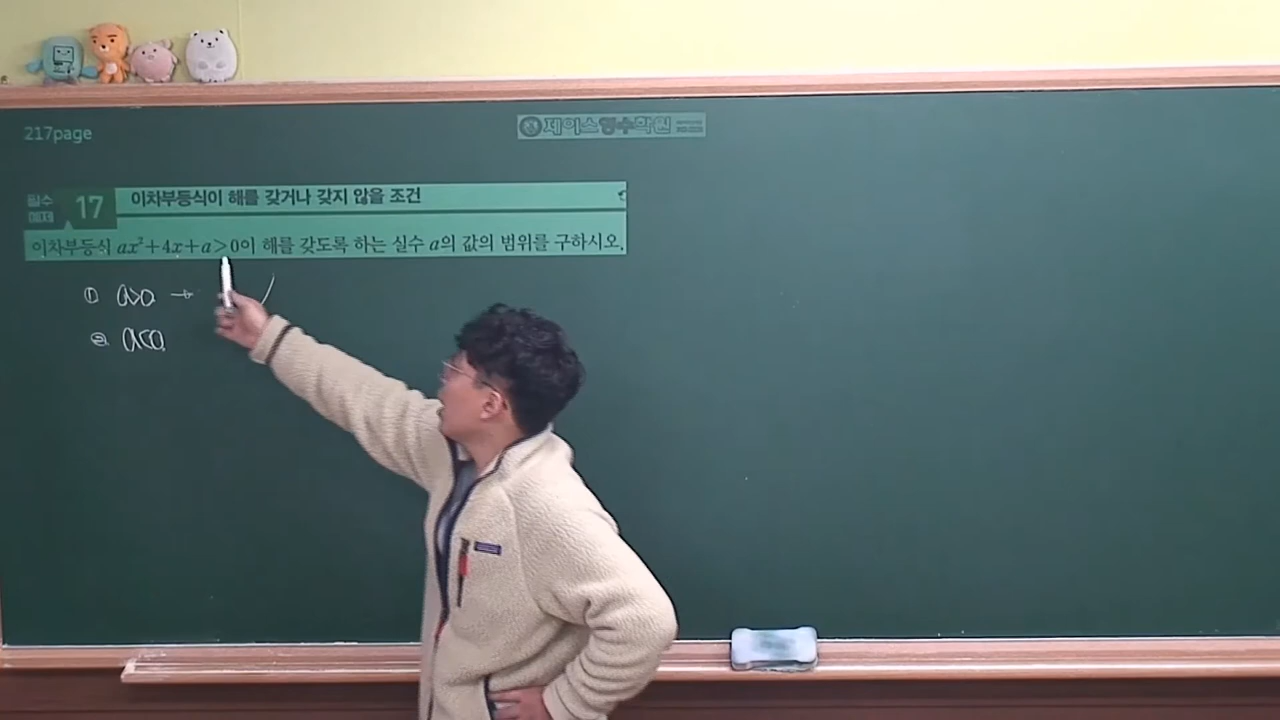 217page
제이스영수학원
필수
예제 17 이차부등식이 해를 갖거나 갖지 않을 조건
이차부등식 ax²+4x+a>0이 해를 갖도록 하는 실수 a의 값의 범위를 구하시오.
① a>0 →
② a<0